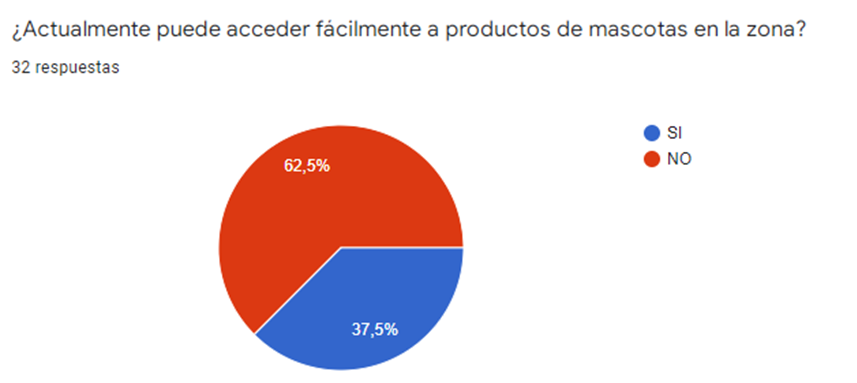 ¿Actualmente puede acceder fácilmente a productos de mascotas en la zona?
32 respuestas
SI
NO
62,5%
37,5%